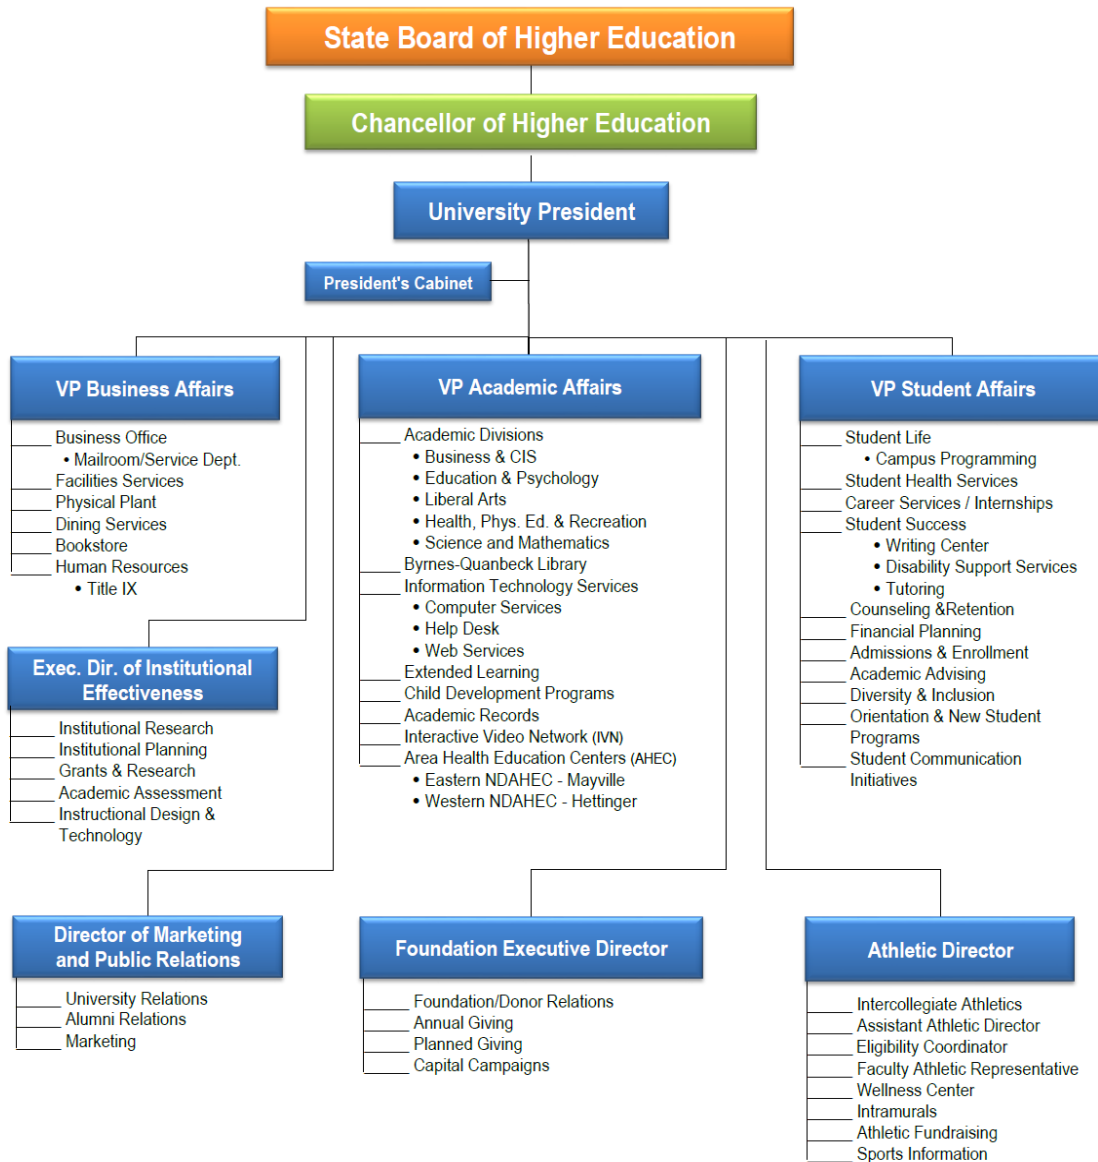 State Board of Higher Education
Chancellor of Higher Education
University President
President's Cabinet
VP Business Affairs
Business Office
• Mailroom/Service Dept.
Facilities Services
Physical Plant
Dining Services
Bookstore
Human Resources
• Title IX
VP Academic Affairs
Academic Divisions
• Business & CIS
• Education & Psychology
• Liberal Arts
• Health, Phys. Ed. & Recreation
• Science and Mathematics
Byrnes-Quanbeck Library
Information Technology Services
• Computer Services
• Help Desk
• Web Services
Extended Learning
Child Development Programs
Academic Records
Interactive Video Network (IVN)
Area Health Education Centers (AHEC)
• Eastern NDAHEC - Mayville
• Western NDAHEC - Hettinger
VP Student Affairs
Student Life
• Campus Programming
Student Health Services
Career Services / Internships
Student Success
• Writing Center
• Disability Support Services
• Tutoring
Counseling &Retention
Financial Planning
Admissions & Enrollment
Academic Advising
Diversity & Inclusion
Orientation & New Student
Programs
Student Communication
Initiatives
Exec. Dir. of Institutional
Effectiveness
Institutional Research
Institutional Planning
Grants & Research
Academic Assessment
Instructional Design &
Technology
Director of Marketing
and Public Relations
University Relations
Alumni Relations
Marketing
Foundation Executive Director
Foundation/Donor Relations
Annual Giving
Planned Giving
Capital Campaigns
Athletic Director
Intercollegiate Athletics
Assistant Athletic Director
Eligibility Coordinator
Faculty Athletic Representative
Wellness Center
Intramurals
Athletic Fundraising
Sports Information